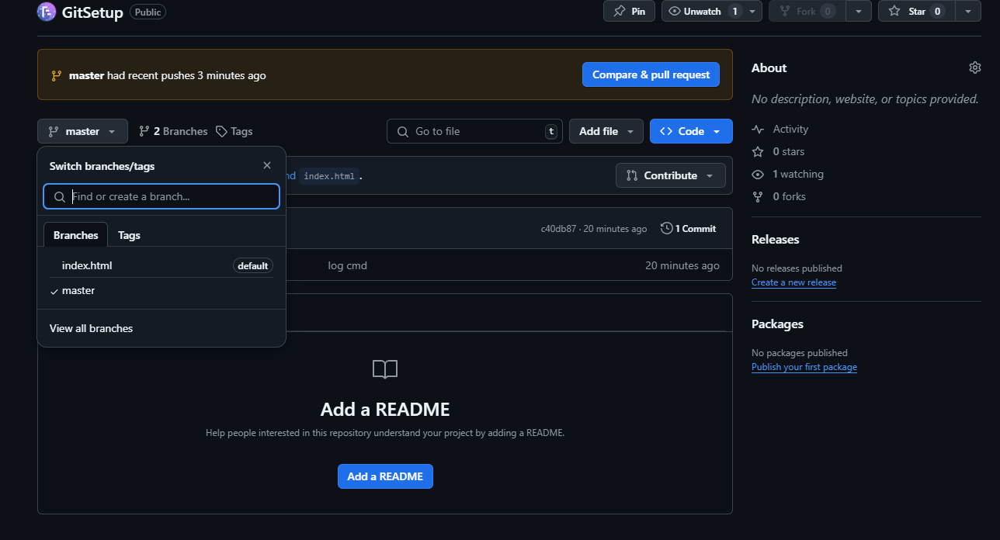 GitSetup Public Pin Unwatch 1 Fork 0 Star 0
master had recent pushes 3 minutes ago Compare & pull request
master 2 Branches Tags Go to file t Add file Code
Switch branches/tags
Find or create a branch...
Branches Tags
index.html default
master
View all branches
index.html . Contribute
c40db87 · 20 minutes ago 1 Commit
log cmd 20 minutes ago
Add a README
Help people interested in this repository understand your project by adding a README.
Add a README
About
No description, website, or topics provided.
Activity
0 stars
1 watching
0 forks
Releases
No releases published
Create a new release
Packages
No packages published
Publish your first package